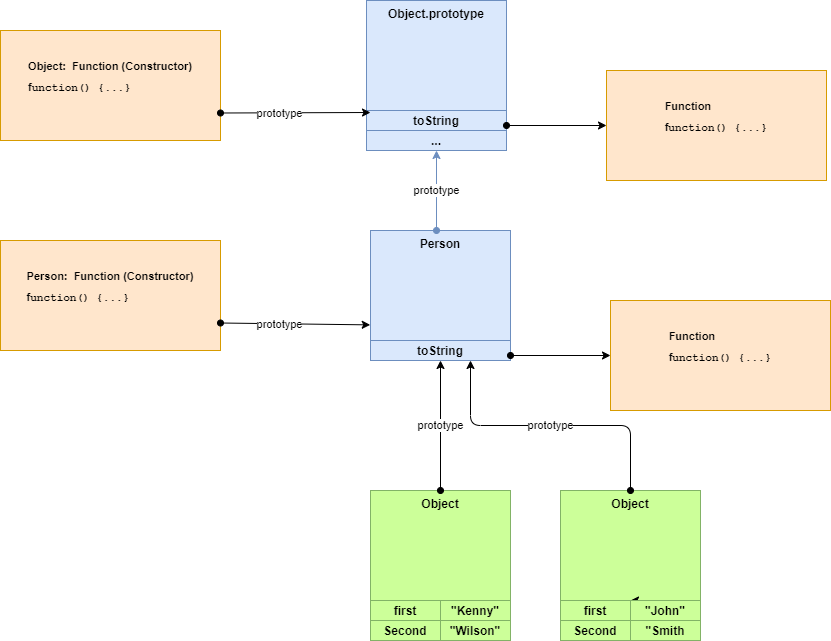 Object.prototype
Object:  Function (Constructor)
function() {...}
prototype
toString
...
Function
function() {...}
prototype
Person
Person:  Function (Constructor)
function() {...}
prototype
toString
Function
function() {...}
prototype
prototype
Object
first "Kenny"
Second "Wilson"
Object
first "John"
Second "Smith